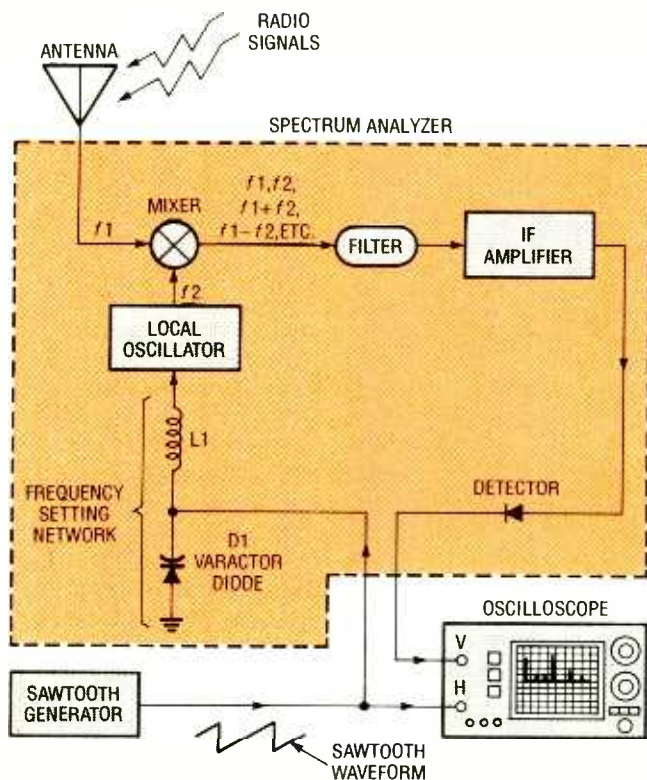 RADIO
SIGNALS
ANTENNA
SPECTRUM ANALYZER
MIXER
f1, f2,
f1+f2,
f1-f2, ETC.
f1
FILTER
IF
AMPLIFIER
f2
LOCAL
OSCILLATOR
L1
FREQUENCY
SETTING
NETWORK
DETECTOR
D1
VARACTOR
DIODE
OSCILLOSCOPE
V
H
SAWTOOTH
GENERATOR
SAWTOOTH
WAVEFORM